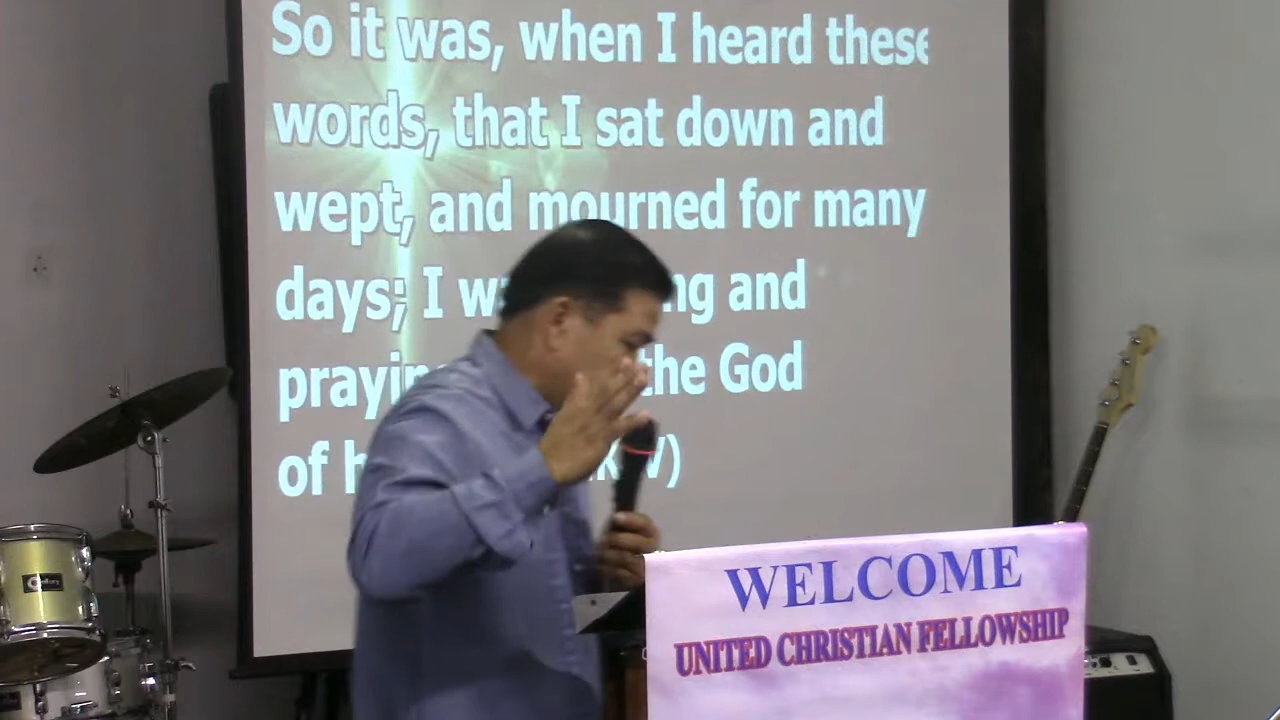 So it was, when I heard these
words, that I sat down and
wept, and mourned for many
days; I and
the God
of
WELCOME
UNITED CHRISTIAN FELLOWSHIP